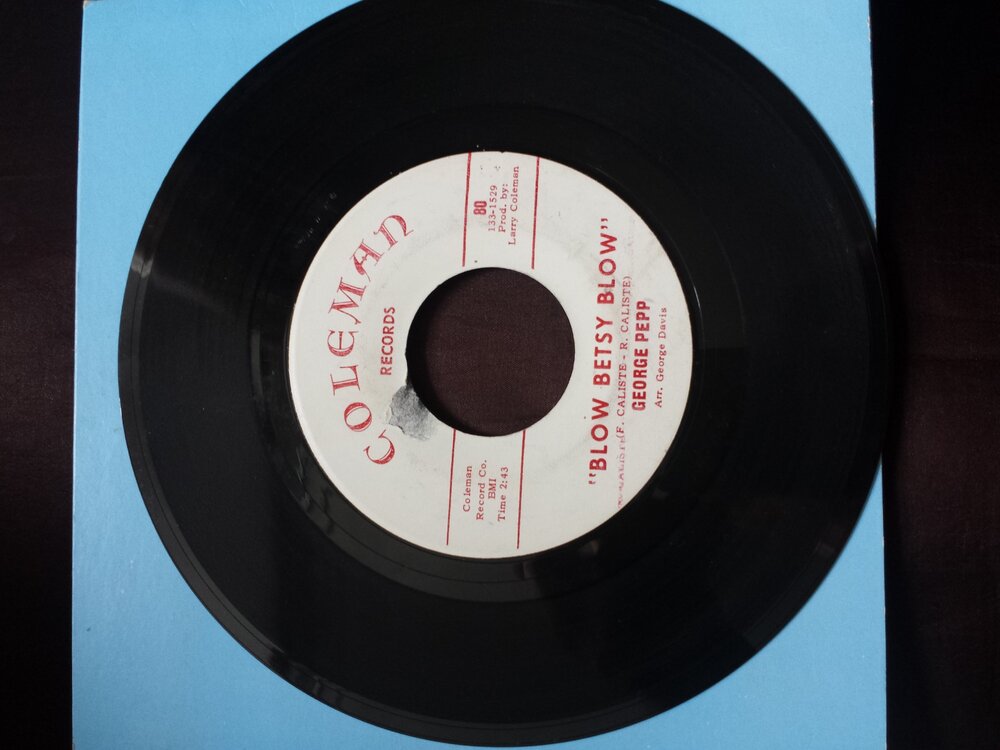 COLEMAN
RECORDS
Coleman
Record Co.
BMI
Time 2:43
80
133-1529
Prod. by:
Larry Coleman
"BLOW BETSY BLOW"
(F. CALISTE - R. CALISTE)
GEORGE PEPP
Arr. George Davis